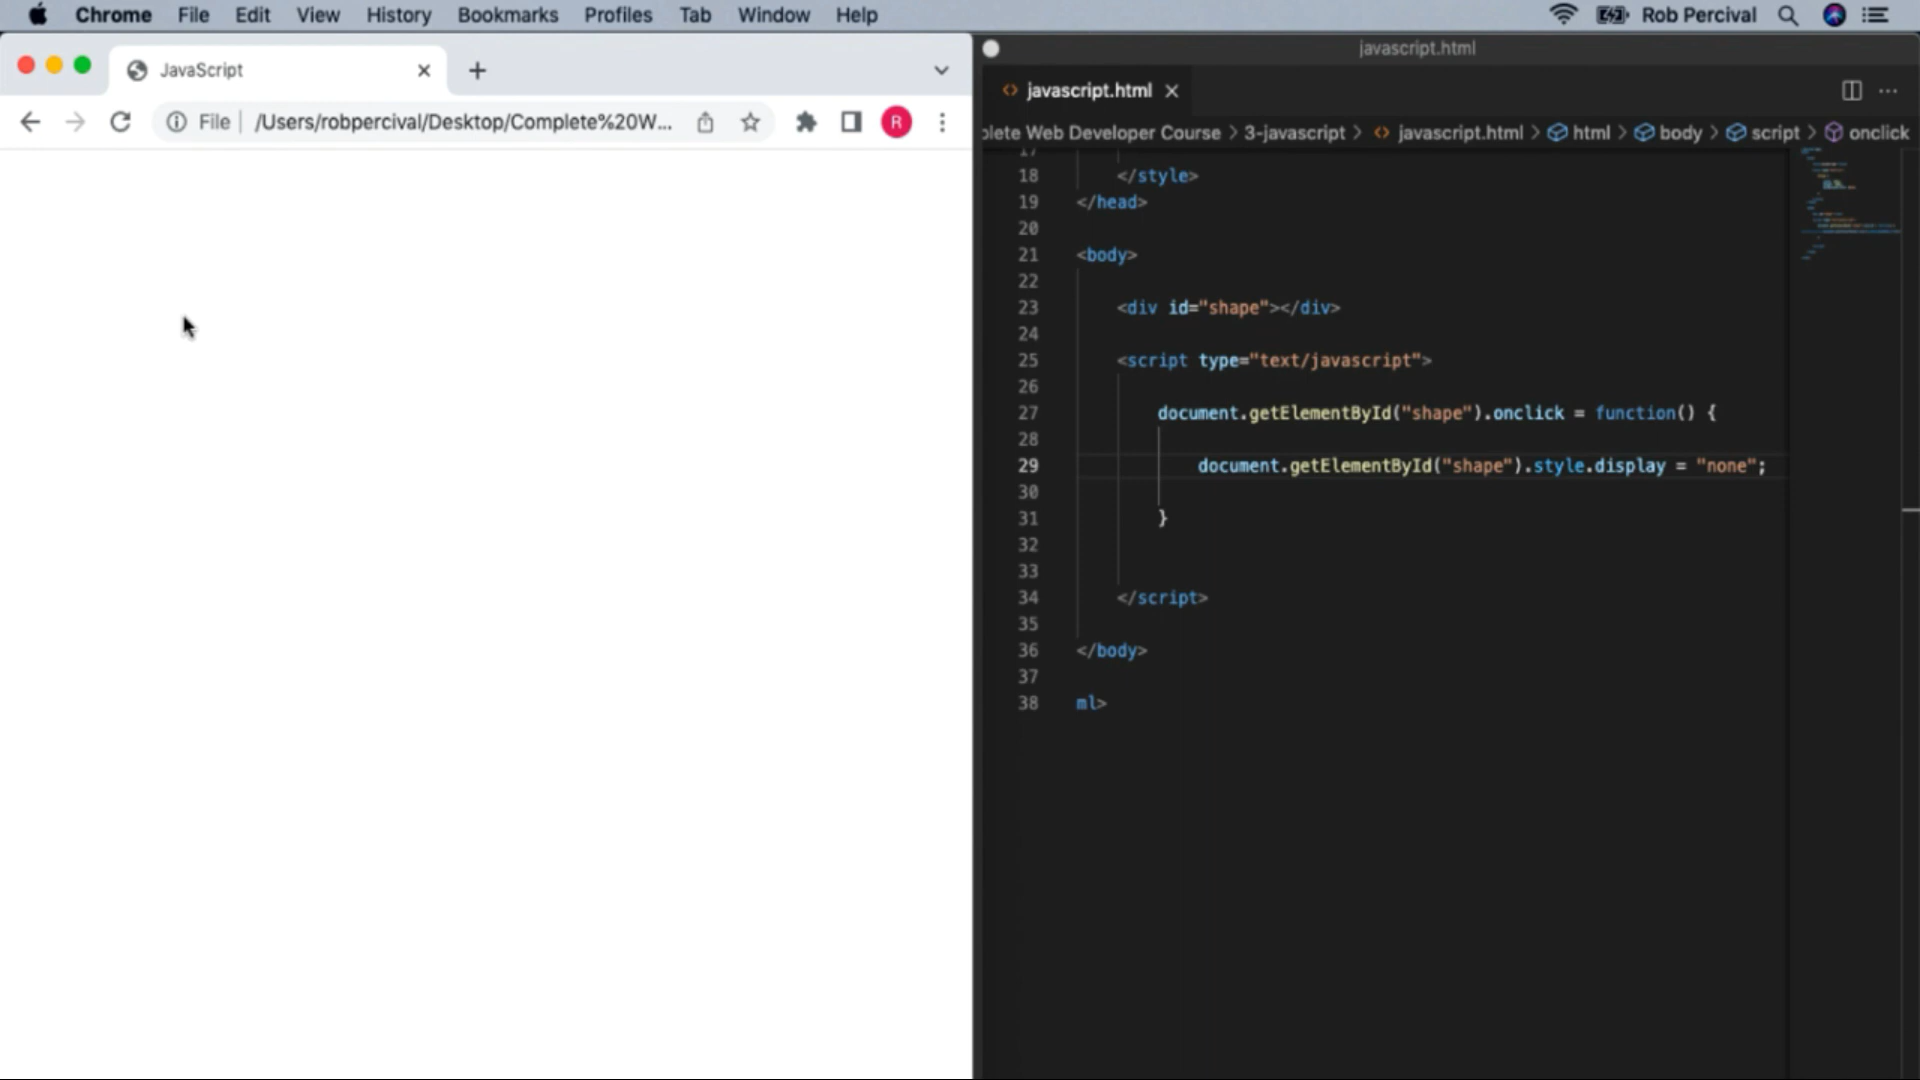 Chrome File Edit View History Bookmarks Profiles Tab Window Help
Rob Percival
JavaScript
File /Users/robpercival/Desktop/Complete%20W...
R
javascript.html
javascript.html
plete Web Developer Course > 3-javascript > javascript.html > html > body > script > onclick
17
18 </style>
19 </head>
20
21 <body>
22
23 <div id="shape"></div>
24
25 <script type="text/javascript">
26
27 document.getElementById("shape").onclick = function() {
28
29 document.getElementById("shape").style.display = "none";
30
31 }
32
33
34 </script>
35
36 </body>
37
38 ml>